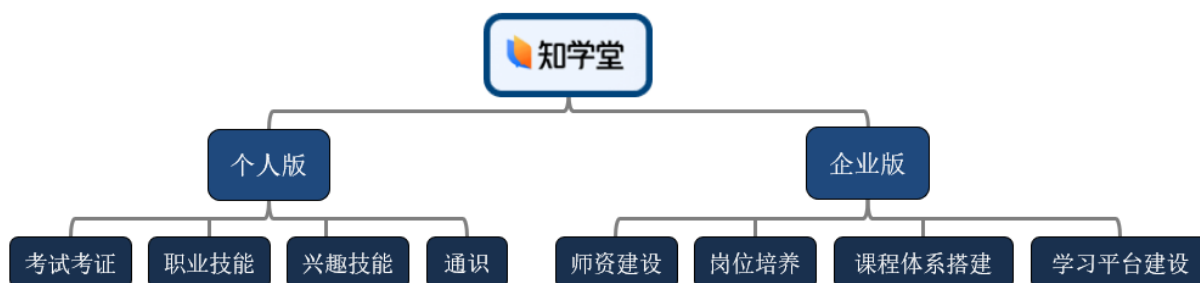 知学堂
个人版
企业版
考试考证
职业技能
兴趣技能
通识
师资建设
岗位培养
课程体系搭建
学习平台建设